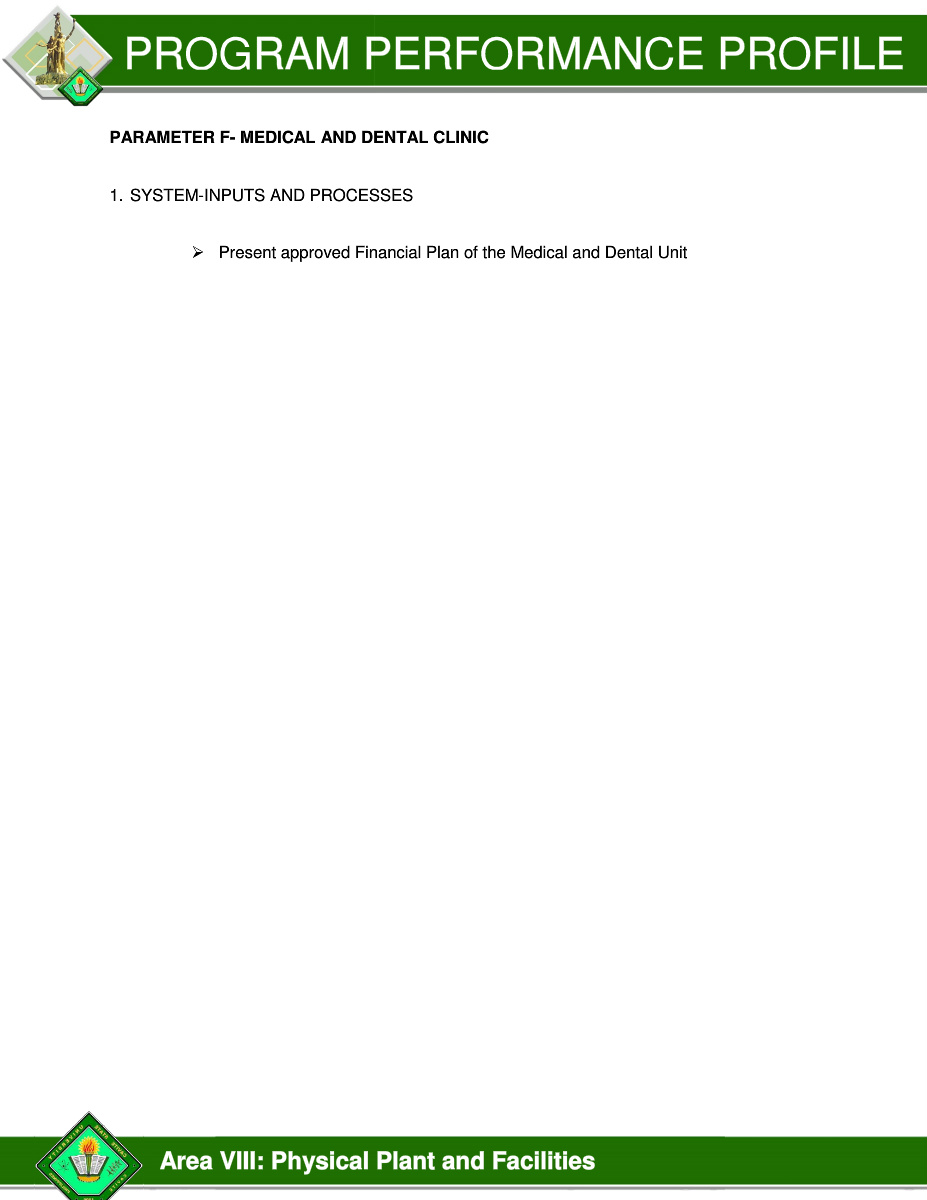 PROGRAM PERFORMANCE PROFILE
PARAMETER F- MEDICAL AND DENTAL CLINIC
1. SYSTEM-INPUTS AND PROCESSES
➢ Present approved Financial Plan of the Medical and Dental Unit
Area VIII: Physical Plant and Facilities